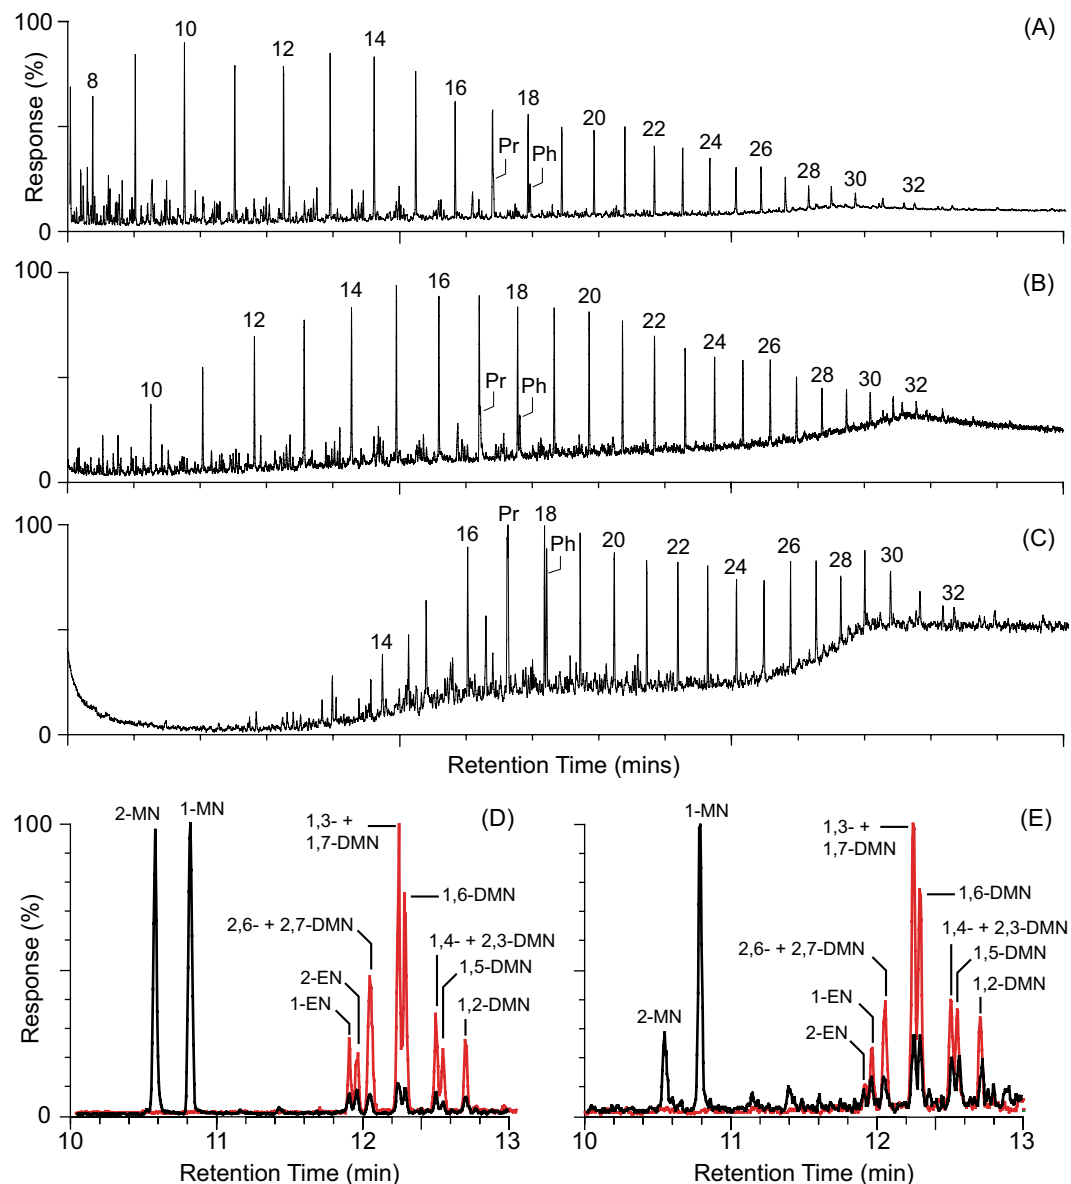 100
Response (%)
0
(A)
8
10
12
14
16
18
20
22
24
26
28
30
32
Pr
Ph
100
0
(B)
10
12
14
16
18
20
22
24
26
28
30
32
Pr
Ph
100
0
(C)
14
16
Pr
18
Ph
20
22
24
26
28
30
32
Retention Time (mins)
(D)
100
Response (%)
0
2-MN
1-MN
1,3- +
1,7-DMN
1,6-DMN
2,6- + 2,7-DMN
1,4- + 2,3-DMN
2-EN
1,5-DMN
1-EN
1,2-DMN
10
11
12
13
Retention Time (min)
(E)
1-MN
1,3- +
1,7-DMN
1,6-DMN
1,4- + 2,3-DMN
2,6- + 2,7-DMN
1,5-DMN
1-EN
1,2-DMN
2-MN
2-EN
100
0
10
11
12
13
Retention Time (min)